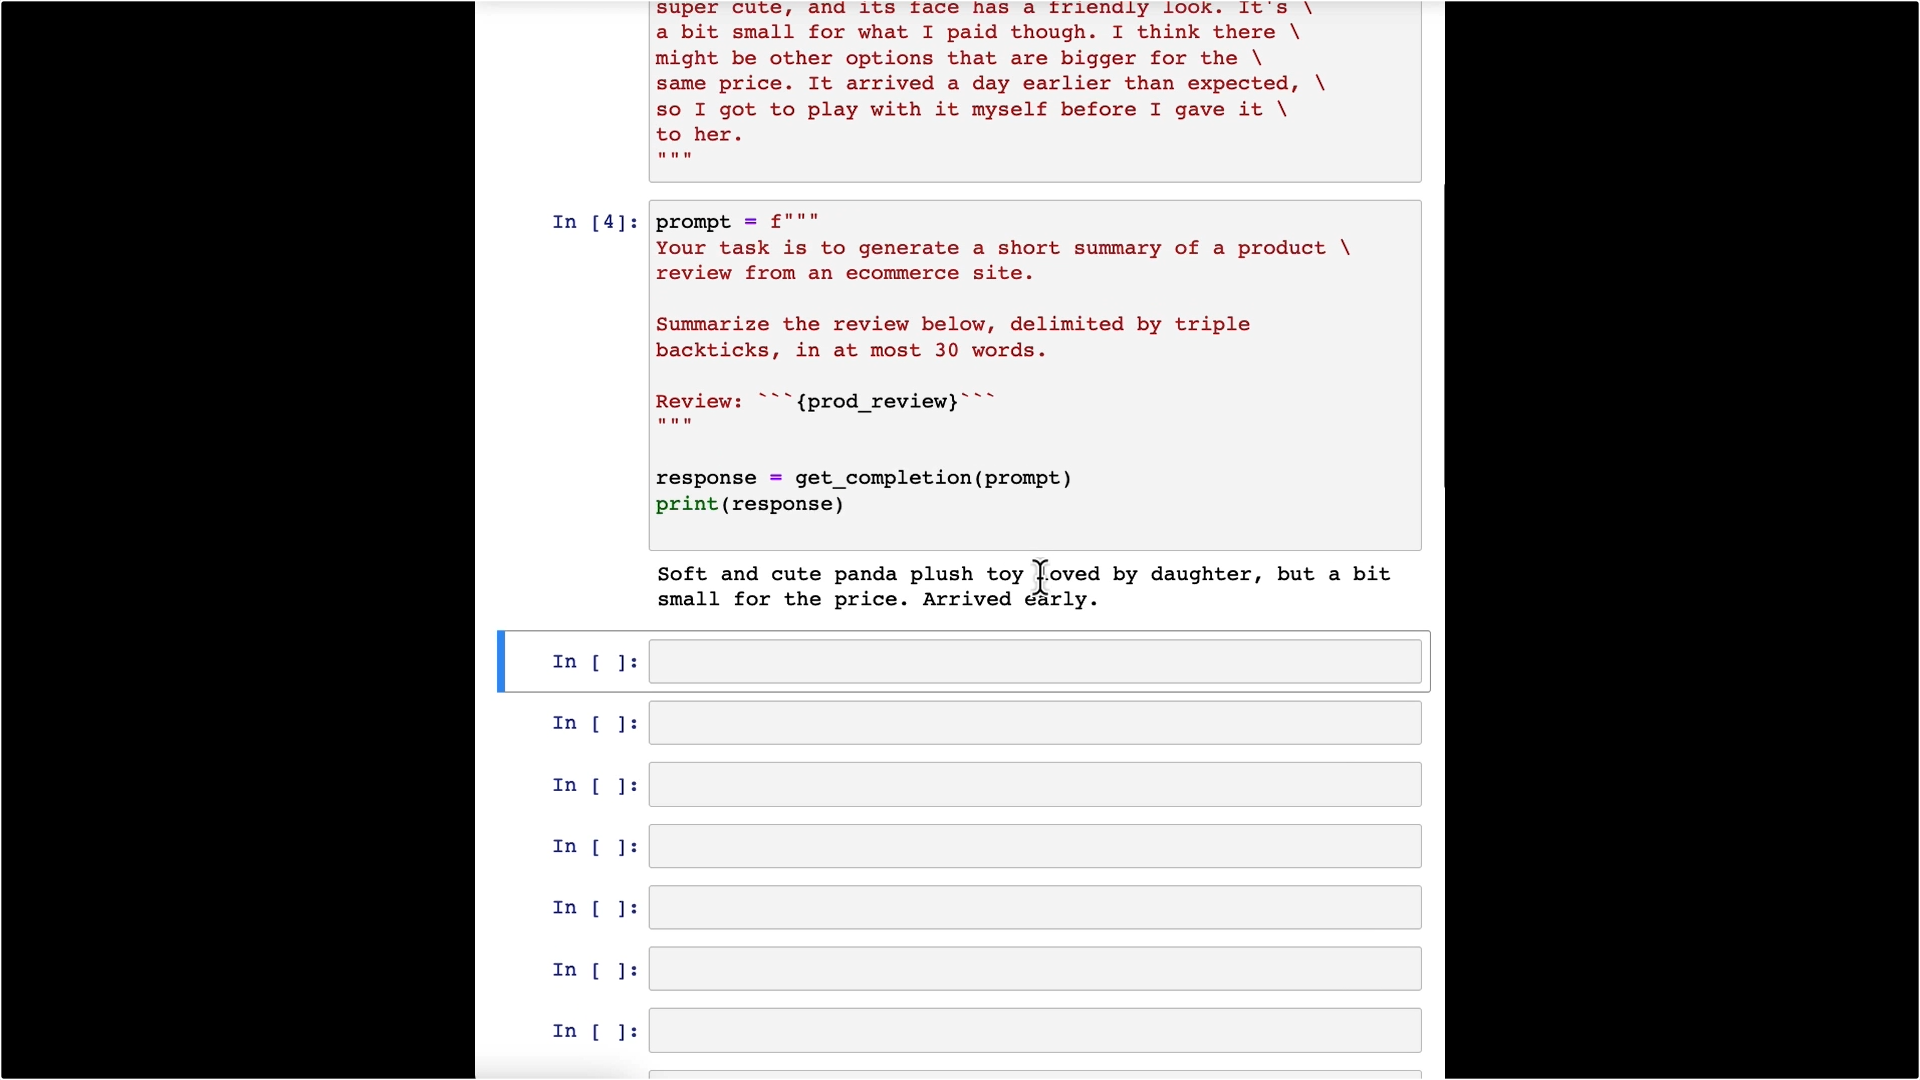 super cute, and its face has a friendly look. It's \
a bit small for what I paid though. I think there \
might be other options that are bigger for the \
same price. It arrived a day earlier than expected, \
so I got to play with it myself before I gave it \
to her.
"""
In [4]: prompt = f"""
Your task is to generate a short summary of a product \
review from an ecommerce site.
Summarize the review below, delimited by triple
backticks, in at most 30 words.
Review: ```{prod_review}```
"""
response = get_completion(prompt)
print(response)
Soft and cute panda plush toy loved by daughter, but a bit
small for the price. Arrived early.
In [ ]:
In [ ]:
In [ ]:
In [ ]:
In [ ]:
In [ ]:
In [ ]: